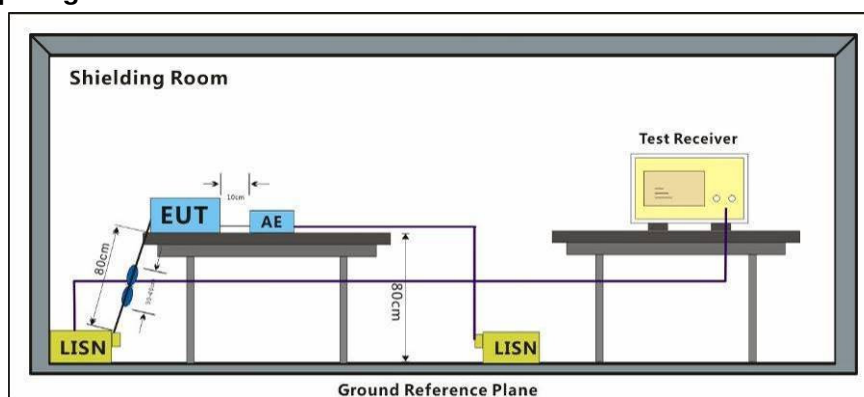 Shielding Room
Test Receiver
10cm
EUT
AE
80cm
80cm
LISN
LISN
Ground Reference Plane